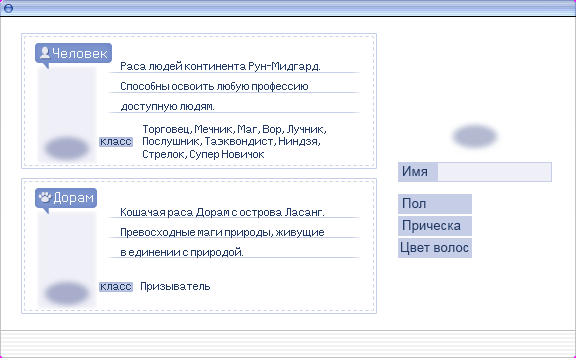 Человек
Раса людей континента Рун-Мидгард.
Способны освоить любую профессию
доступную людям.
класс
Торговец, Мечник, Маг, Вор, Лучник,
Послушник, Таэквондист, Ниндзя,
Стрелок, Супер Новичок
Дорам
Кошачая раса Дорам с острова Ласанг.
Превосходные маги природы, живущие
в единении с природой.
класс
Призыватель
Имя
Пол
Прическа
Цвет волос